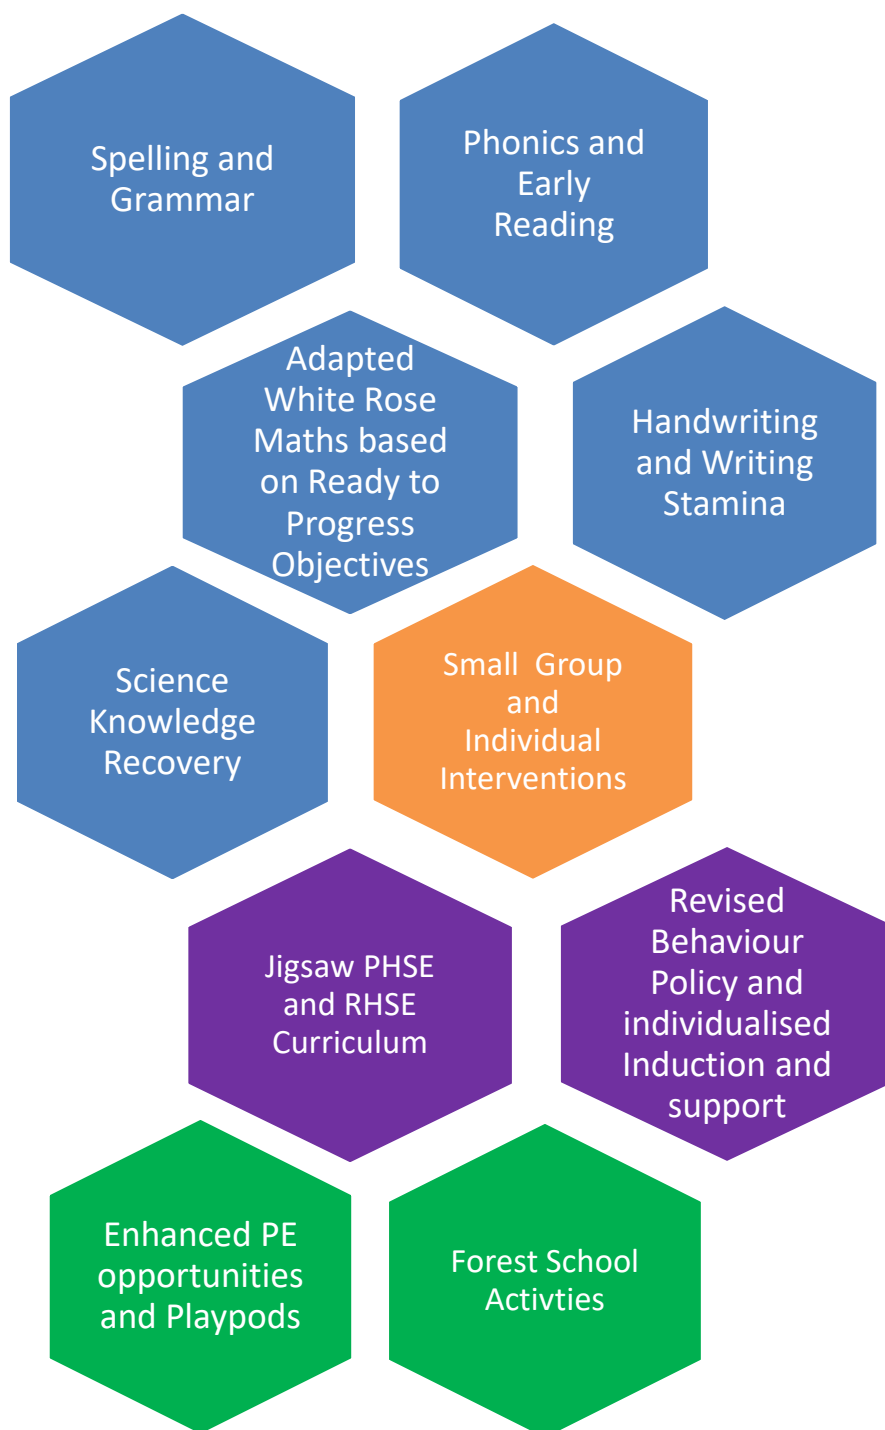 Spelling and
Grammar
Phonics and
Early
Reading
Adapted
White Rose
Maths based
on Ready to
Progress
Objectives
Handwriting
and Writing
Stamina
Science
Knowledge
Recovery
Small Group
and
Individual
Interventions
Jigsaw PHSE
and RHSE
Curriculum
Revised
Behaviour
Policy and
individualised
Induction and
support
Enhanced PE
opportunities
and Playpods
Forest School
Activties